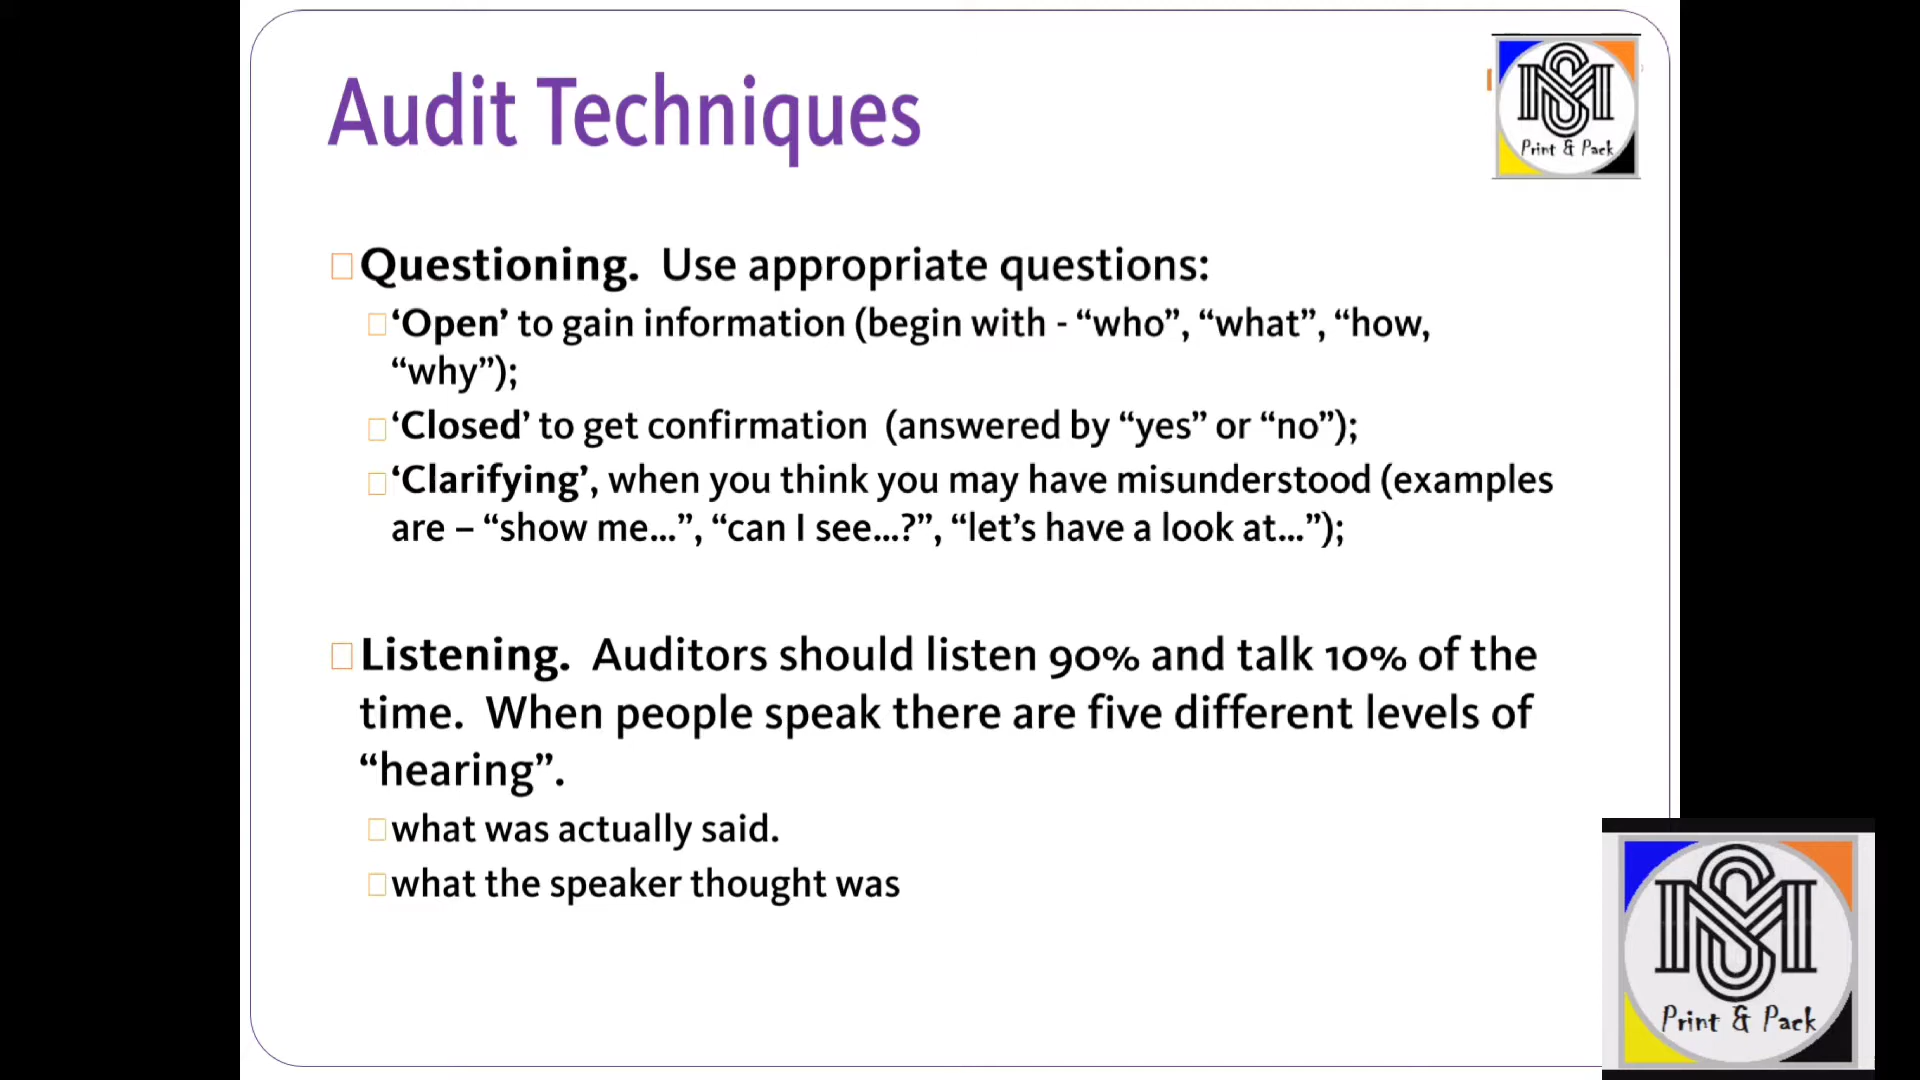 Audit Techniques
Print & Pack
Questioning.  Use appropriate questions:
‘Open’ to gain information (begin with - “who”, “what”, “how,
“why”);
‘Closed’ to get confirmation  (answered by “yes” or “no”);
‘Clarifying’, when you think you may have misunderstood (examples
are – “show me…”, “can I see…?”, “let’s have a look at…”);
Listening.  Auditors should listen 90% and talk 10% of the
time.  When people speak there are five different levels of
“hearing”.
what was actually said.
what the speaker thought was
Print & Pack